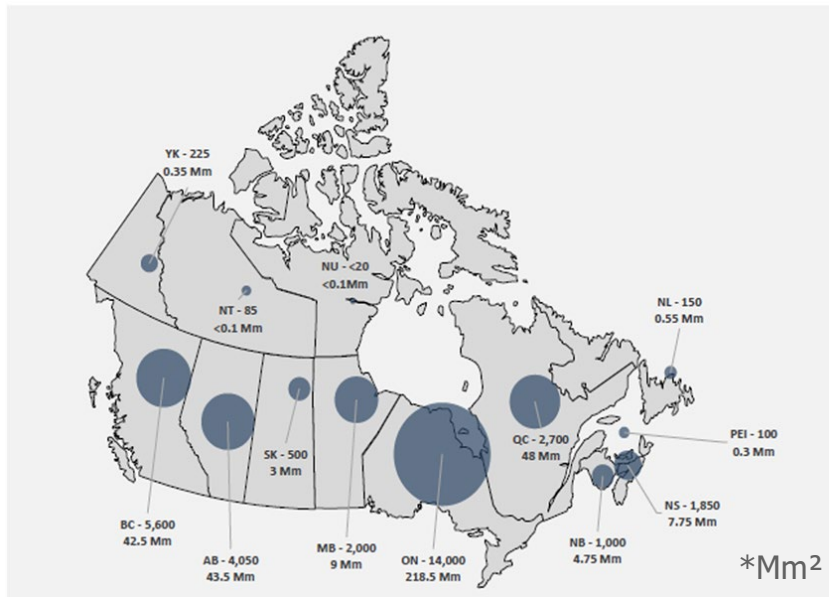 YK - 225
0.35 Mm
NU - <20
<0.1Mm
NT - 85
<0.1 Mm
NL - 150
0.55 Mm
QC - 2,700
48 Mm
PEI - 100
0.3 Mm
SK - 500
3 Mm
NS - 1,850
7.75 Mm
BC - 5,600
42.5 Mm
AB - 4,050
43.5 Mm
MB - 2,000
9 Mm
ON - 14,000
218.5 Mm
NB - 1,000
4.75 Mm
*Mm²